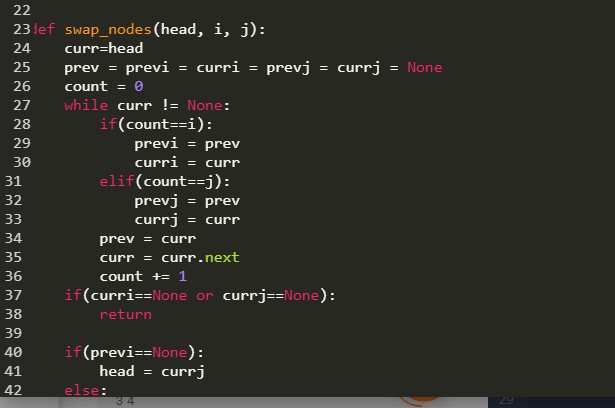 22
23 def swap_nodes(head, i, j):
24     curr=head
25     prev = previ = curri = prevj = currj = None
26     count = 0
27     while curr != None:
28         if(count==i):
29             previ = prev
30             curri = curr
31         elif(count==j):
32             prevj = prev
33             currj = curr
34         prev = curr
35         curr = curr.next
36         count += 1
37     if(curri==None or currj==None):
38         return
39
40     if(previ==None):
41         head = currj
42     else:
3 4
29